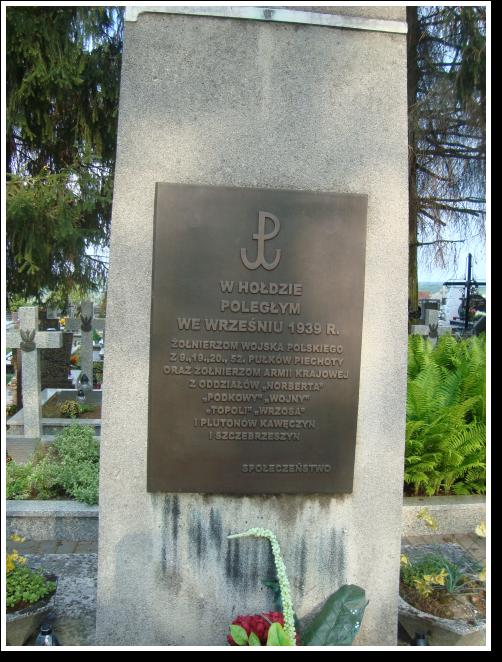 W HOŁDZIE
POLEGŁYM
WE WRZEŚNIU 1939 R.
ŻOŁNIERZOM WOJSKA POLSKIEGO
Z 9., 19., 20., 52. PUŁKÓW PIECHOTY
ORAZ ŻOŁNIERZOM ARMII KRAJOWEJ
Z ODDZIAŁÓW „NORBERTA”
„PODKOWY” „WOJNY”
„TOPOLI” „WRZOSA”
I PLUTONÓW KAWĘCZYN
I SZCZEBRZESZYN
SPOŁECZEŃSTWO